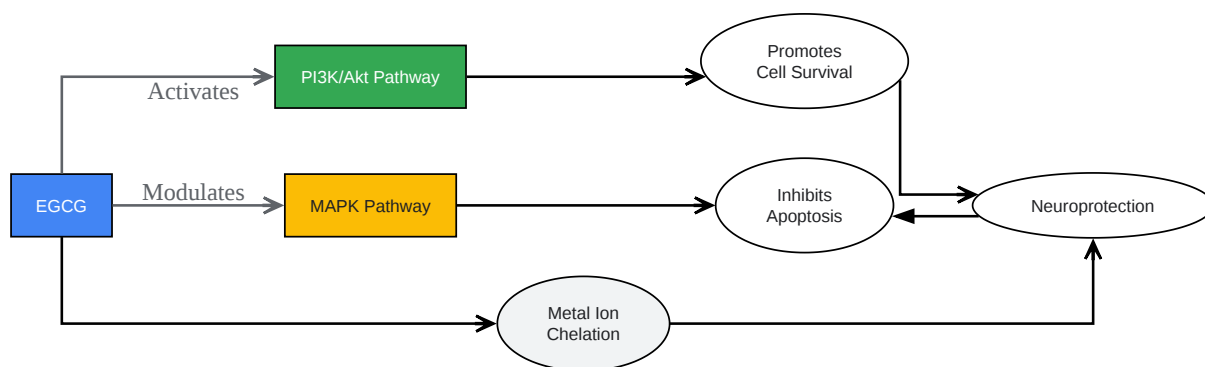 Promotes
Cell Survival
PI3K/Akt Pathway
Activates
Modulates
EGCG
MAPK Pathway
Inhibits
Apoptosis
Neuroprotection
Metal Ion
Chelation